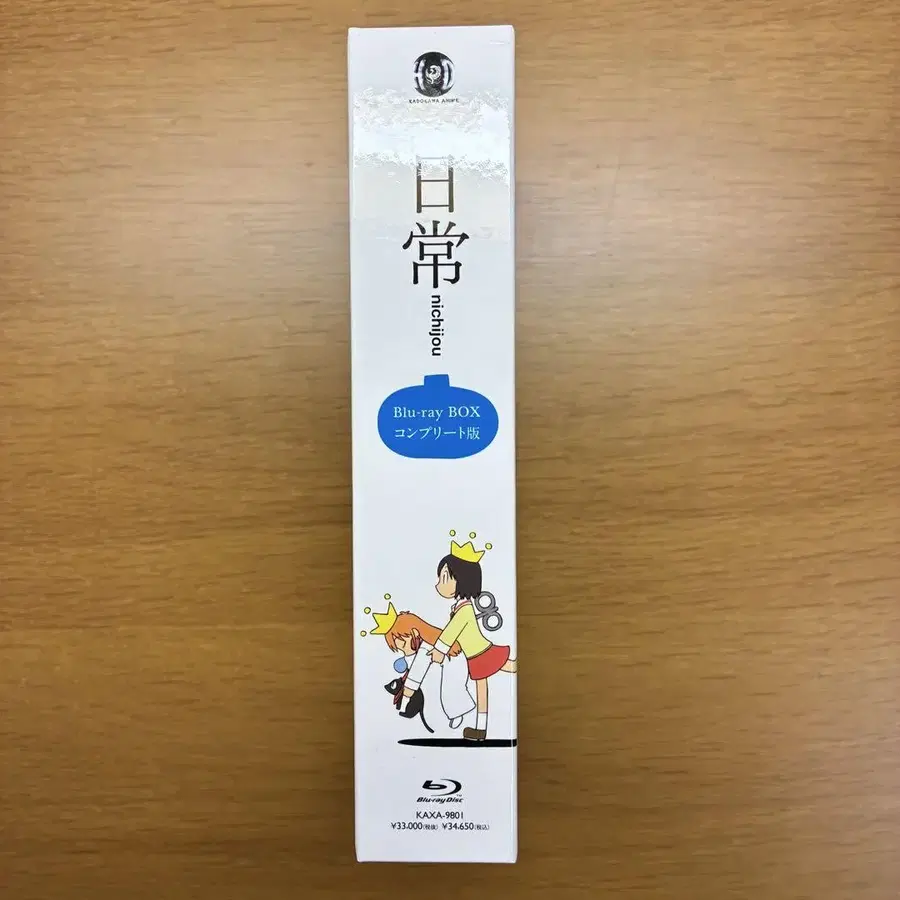 KADOKAWA ANIME
日常
nichijou
Blu-ray BOX
コンプリート版
Blu-ray Disc
KAXA-9801
¥33,000(税抜) ¥34,650(税込)